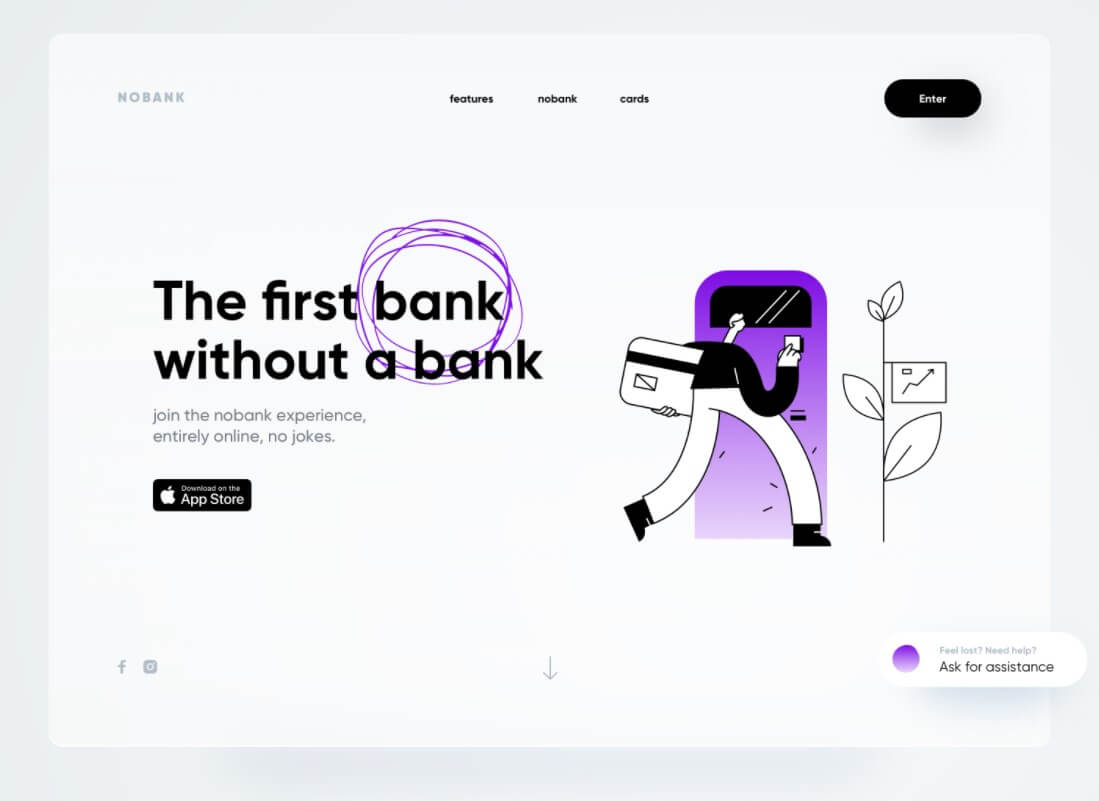 NOBANK
features
nobank
cards
Enter
The first bank
without a bank
join the nobank experience,
entirely online, no jokes.
Download on the
App Store
Feel lost? Need help?
Ask for assistance